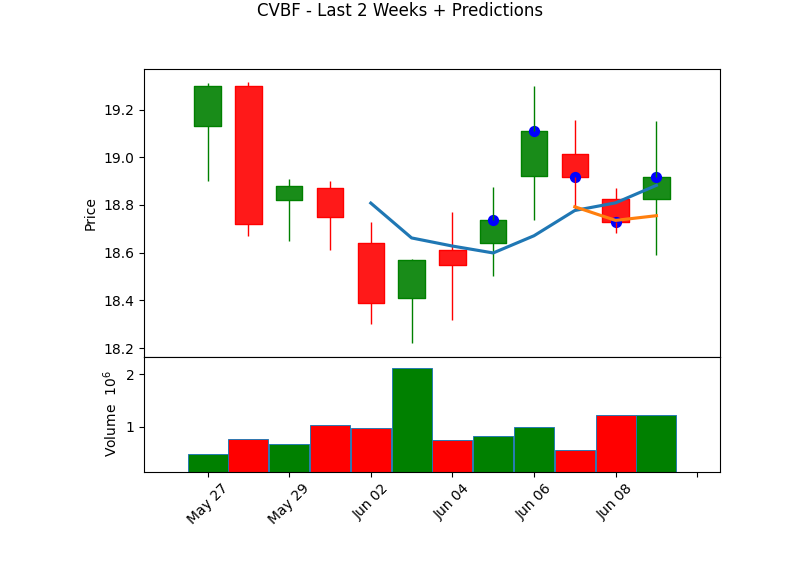 CVBF - Last 2 Weeks + Predictions
19.2
19.0
18.8
18.6
18.4
18.2
Price
2
1
Volume 10^6
May 27
May 29
Jun 02
Jun 04
Jun 06
Jun 08